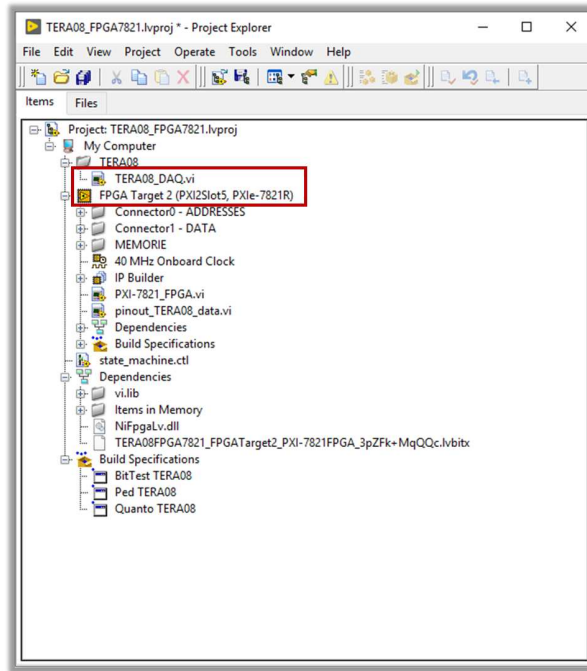 TERA08_FPGA7821.lvproj * - Project Explorer
File Edit View Project Operate Tools Window Help
Items Files
Project: TERA08_FPGA7821.lvproj
My Computer
TERA08
TERA08_DAQ.vi
FPGA Target 2 (PXI2Slot5, PXIe-7821R)
Connector0 - ADDRESSES
Connector1 - DATA
MEMORIE
40 MHz Onboard Clock
IP Builder
PXI-7821_FPGA.vi
pinout_TERA08_data.vi
Dependencies
Build Specifications
state_machine.ctl
Dependencies
vi.lib
Items in Memory
NiFpgaLv.dll
TERA08FPGA7821_FPGATarget2_PXI-7821FPGA_3pZFk+MqQQc.lvbitx
Build Specifications
BitTest TERA08
Ped TERA08
Quanto TERA08